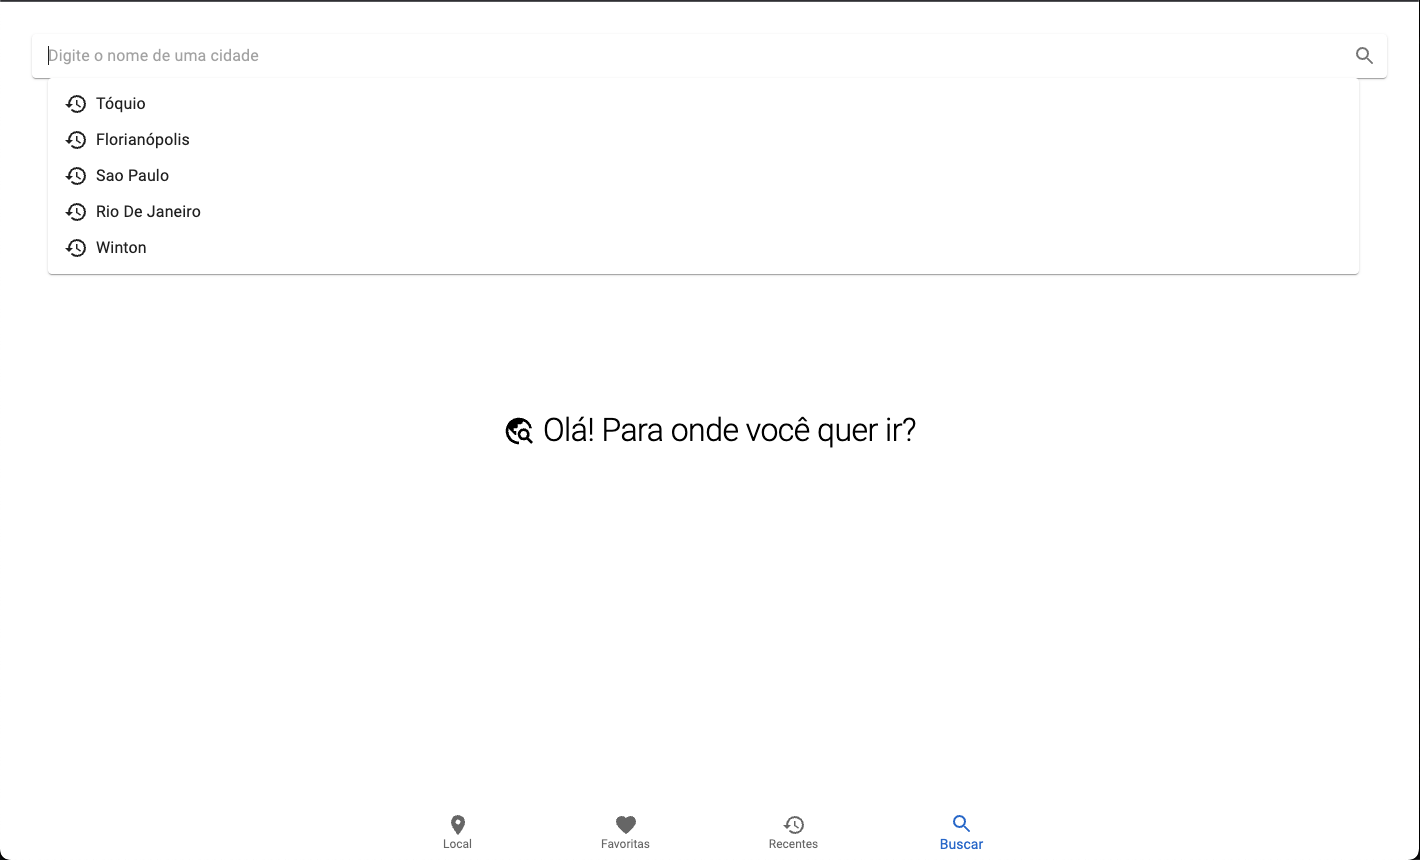 Digite o nome de uma cidade
Tóquio
Florianópolis
Sao Paulo
Rio De Janeiro
Winton
Olá! Para onde você quer ir?
Local
Favoritas
Recentes
Buscar